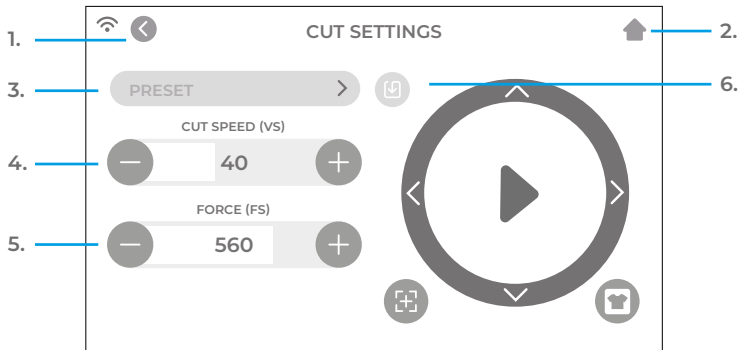 CUT SETTINGS
1.
2.
3.
PRESET
6.
CUT SPEED (VS)
4.
40
FORCE (FS)
5.
560